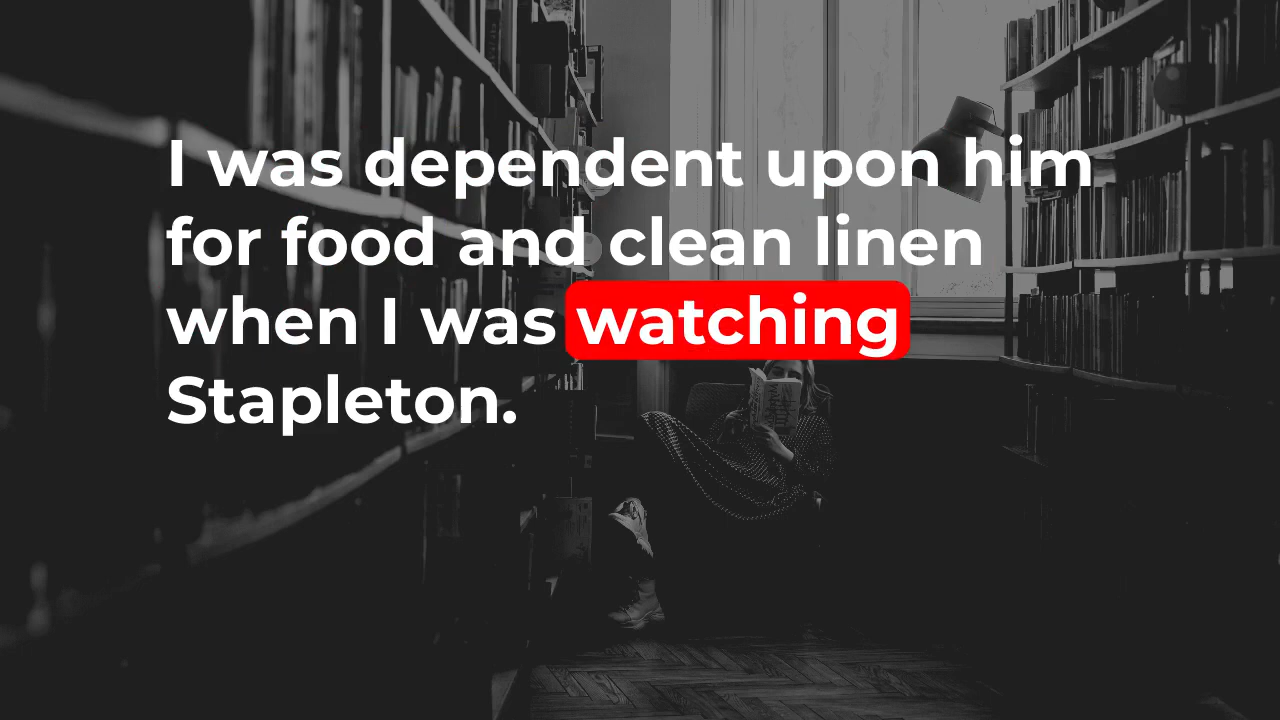 I was dependent upon him
for food and clean linen
when I was watching
Stapleton.